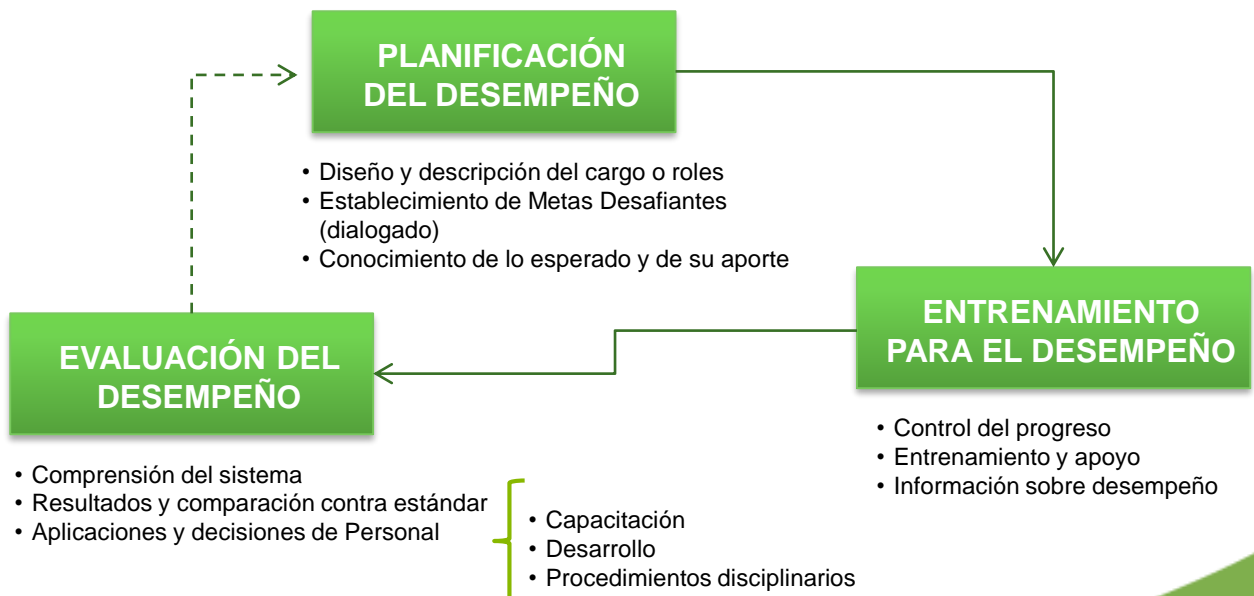 PLANIFICACIÓN
DEL DESEMPEÑO
• Diseño y descripción del cargo o roles
• Establecimiento de Metas Desafiantes
(dialogado)
• Conocimiento de lo esperado y de su aporte
ENTRENAMIENTO
PARA EL DESEMPEÑO
• Control del progreso
• Entrenamiento y apoyo
• Información sobre desempeño
EVALUACIÓN DEL
DESEMPEÑO
• Comprensión del sistema
• Resultados y comparación contra estándar
• Aplicaciones y decisiones de Personal
• Capacitación
• Desarrollo
• Procedimientos disciplinarios